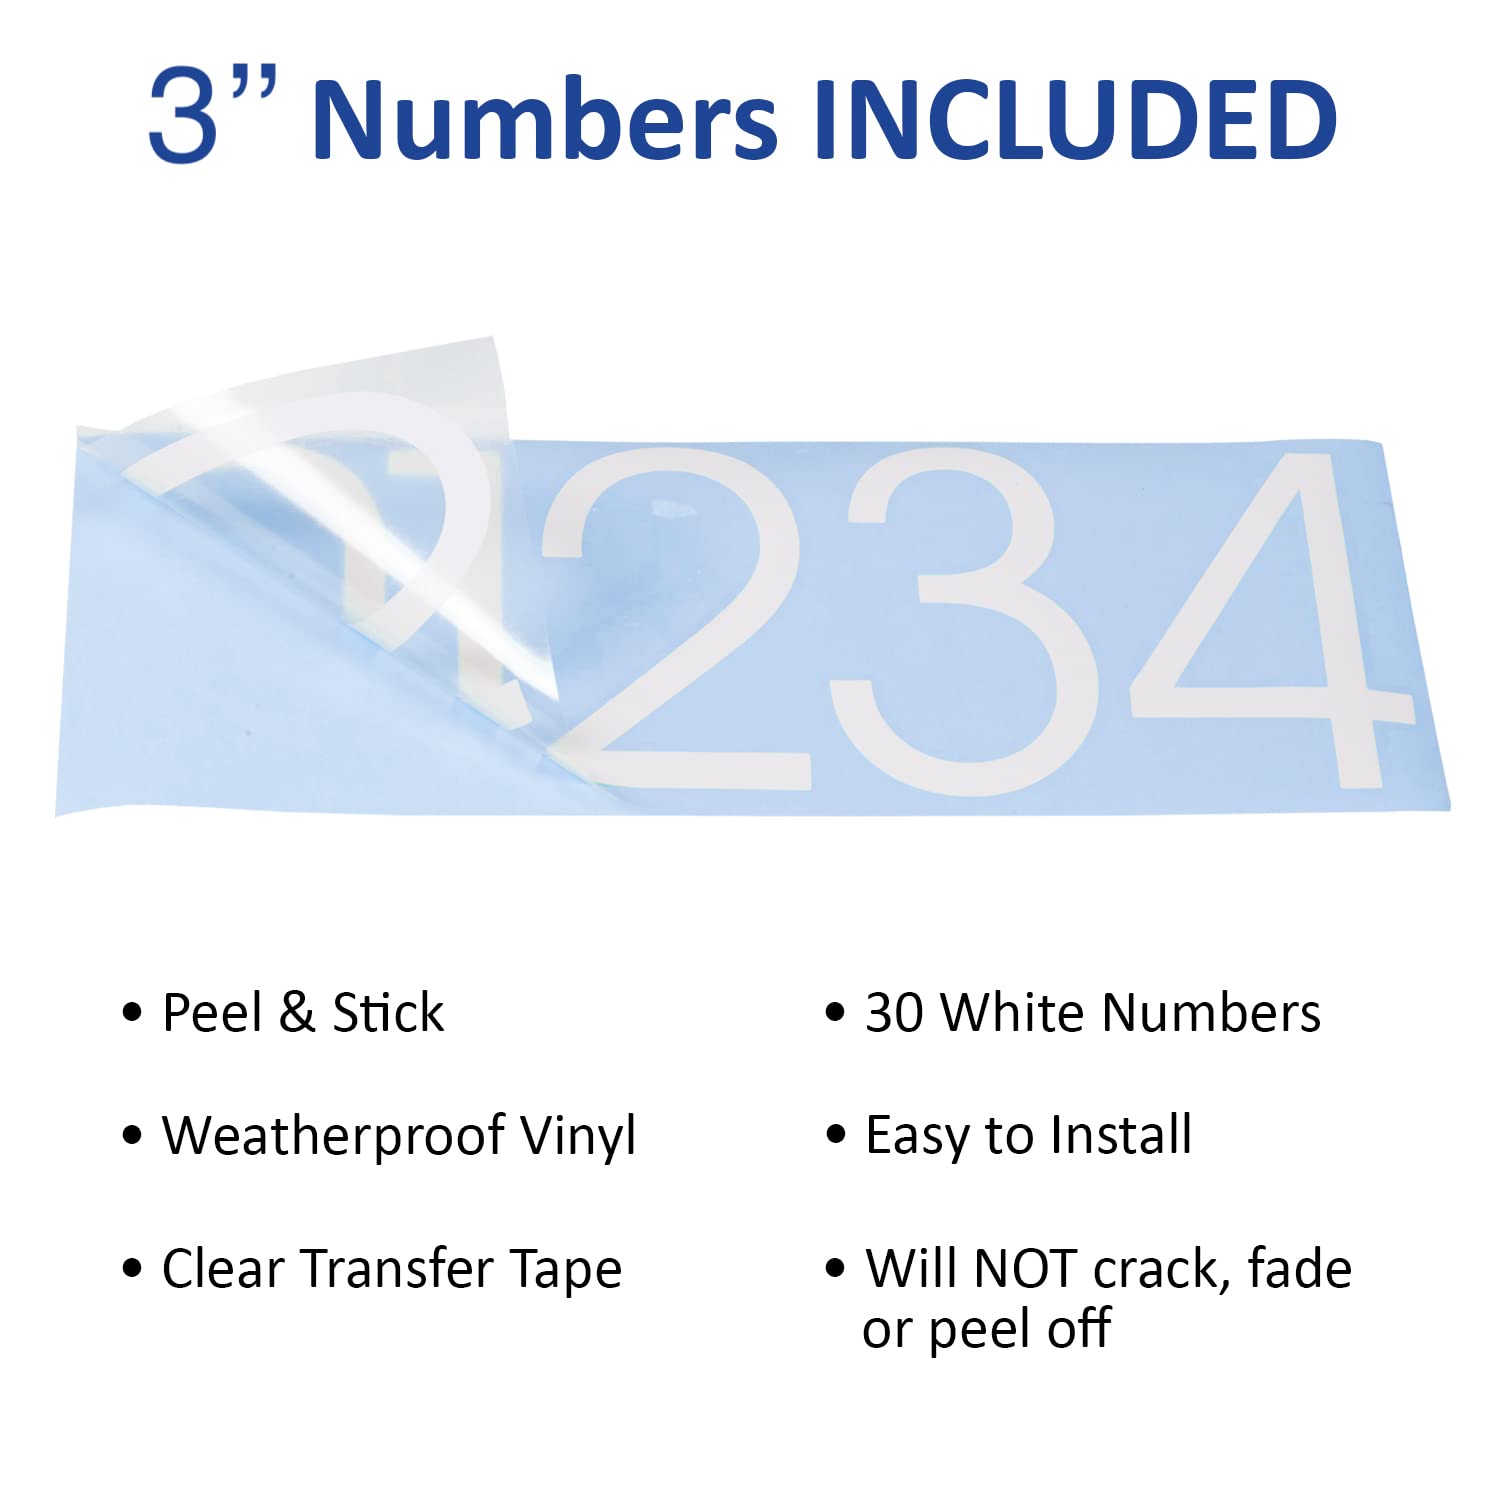 3” Numbers INCLUDED
1234
• Peel & Stick
• 30 White Numbers
• Weatherproof Vinyl
• Easy to Install
• Clear Transfer Tape
• Will NOT crack, fade
or peel off